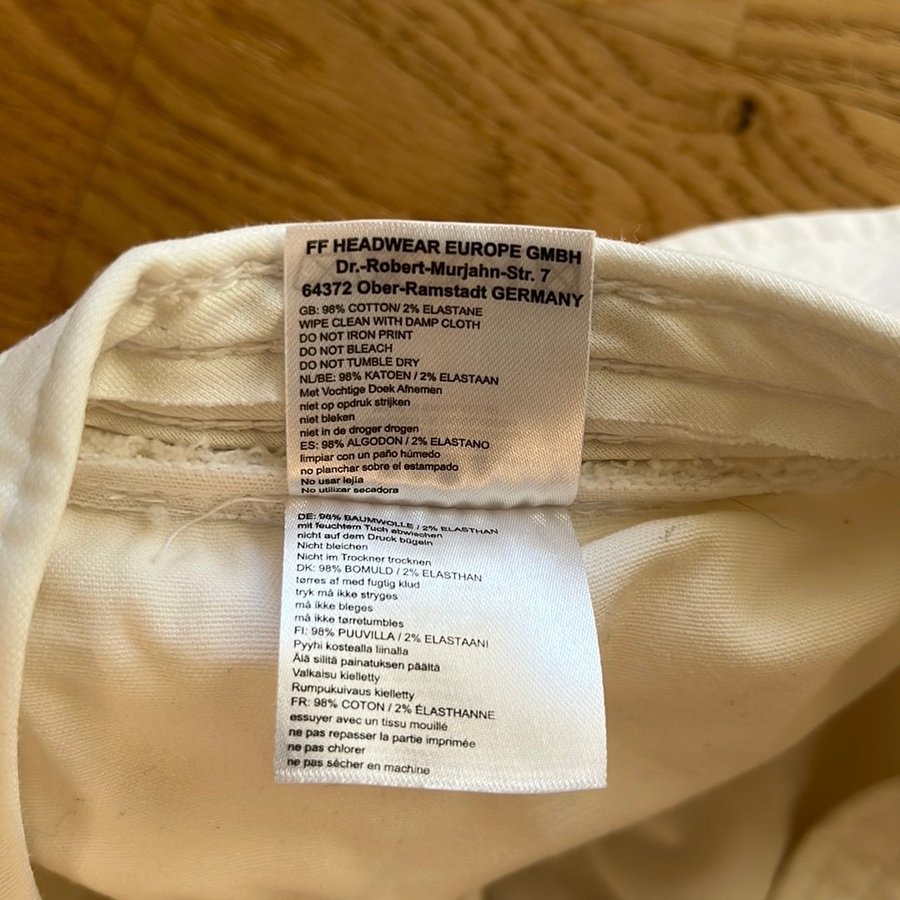 FF HEADWEAR EUROPE GMBH
Dr.-Robert-Murjahn-Str. 7
64372 Ober-Ramstadt GERMANY
GB: 98% COTTON/ 2% ELASTANE
WIPE CLEAN WITH DAMP CLOTH
DO NOT IRON PRINT
DO NOT BLEACH
DO NOT TUMBLE DRY
NL/BE: 98% KATOEN / 2% ELASTAAN
Met Vochtige Doek Afnemen
niet op opdruk strijken
niet bleken
niet in de droger drogen
ES: 98% ALGODON / 2% ELASTANO
limpiar con un paño húmedo
no planchar sobre el estampado
No usar lejía
No utilizar secadora
DE: 98% BAUMWOLLE / 2% ELASTHAN
mit feuchtem Tuch abwischen
nicht auf dem Druck bügeln
Nicht bleichen
Nicht im Trockner trocknen
DK: 98% BOMULD / 2% ELASTHAN
tørres af med fugtig klud
tryk må ikke stryges
må ikke bleges
må ikke tørretumbles
FI: 98% PUUVILLA / 2% ELASTAANI
Pyyhi kostealla liinalla
Älä silitä painatuksen päältä
Valkaisu kielletty
Rumpukuivaus kielletty
FR: 98% COTON / 2% ÉLASTHANNE
essuyer avec un tissu mouillé
ne pas repasser la partie imprimée
ne pas chlorer
ne pas sécher en machine